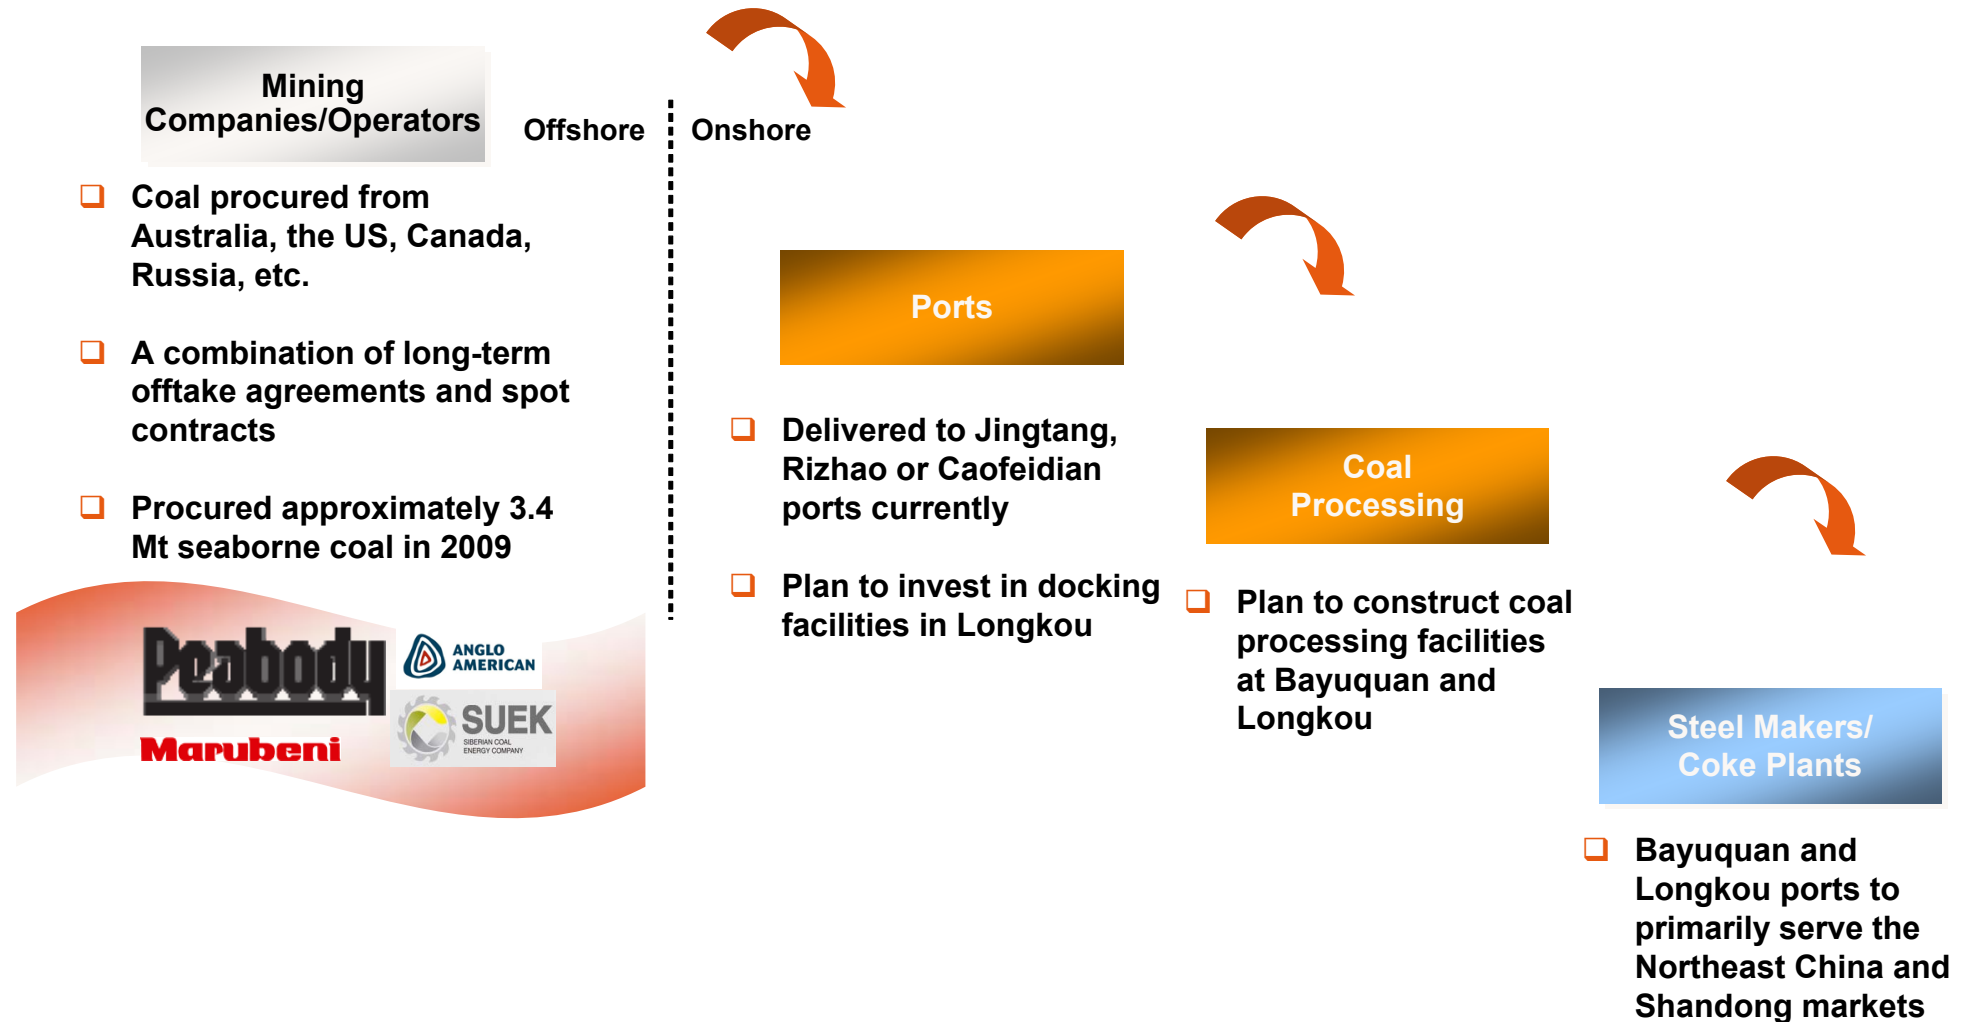 Mining
Companies/Operators
Offshore
Onshore
Coal procured from
Australia, the US, Canada,
Russia, etc.
A combination of long-term
offtake agreements and spot
contracts
Procured approximately 3.4
Mt seaborne coal in 2009
Peabody
ANGLO
AMERICAN
SUEK
SIBERIAN COAL
ENERGY COMPANY
Marubeni
Ports
Delivered to Jingtang,
Rizhao or Caofeidian
ports currently
Plan to invest in docking
facilities in Longkou
Coal
Processing
Plan to construct coal
processing facilities
at Bayuquan and
Longkou
Steel Makers/
Coke Plants
Bayuquan and
Longkou ports to
primarily serve the
Northeast China and
Shandong markets